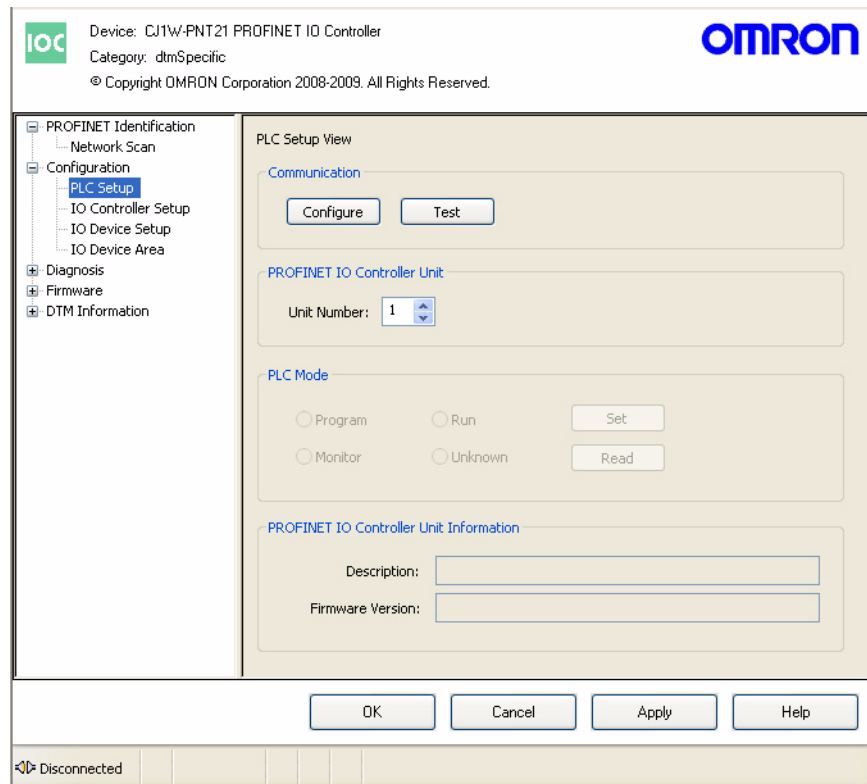 IOC
Device: CJ1W-PNT21 PROFINET IO Controller
Category: dtmSpecific
© Copyright OMRON Corporation 2008-2009. All Rights Reserved.
OMRON
PROFINET Identification
Network Scan
Configuration
PLC Setup
IO Controller Setup
IO Device Setup
IO Device Area
Diagnosis
Firmware
DTM Information
PLC Setup View
Communication
Configure Test
PROFINET IO Controller Unit
Unit Number: 1
PLC Mode
Program Run Set
Monitor Unknown Read
PROFINET IO Controller Unit Information
Description:
Firmware Version:
OK Cancel Apply Help
Disconnected